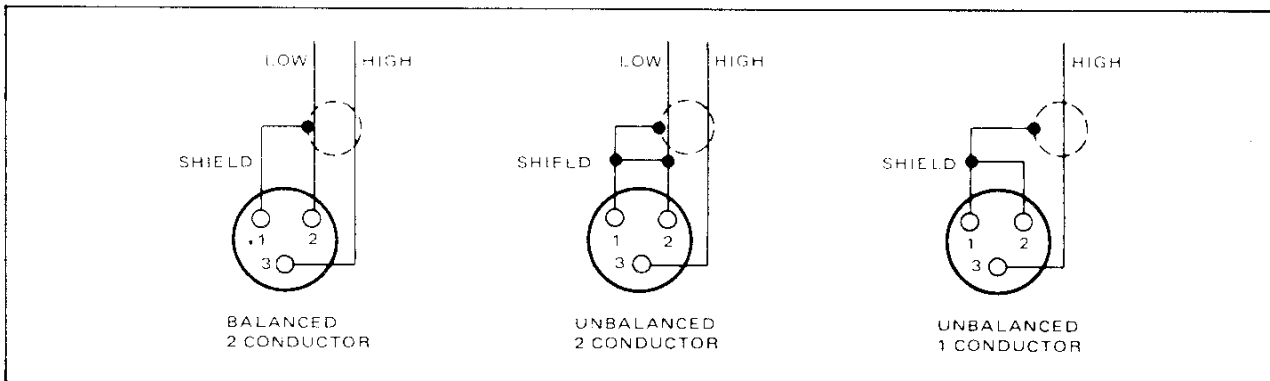 LOW HIGH
SHIELD
1 2
3
BALANCED
2 CONDUCTOR
LOW HIGH
SHIELD
1 2
3
UNBALANCED
2 CONDUCTOR
HIGH
SHIELD
1 2
3
UNBALANCED
1 CONDUCTOR